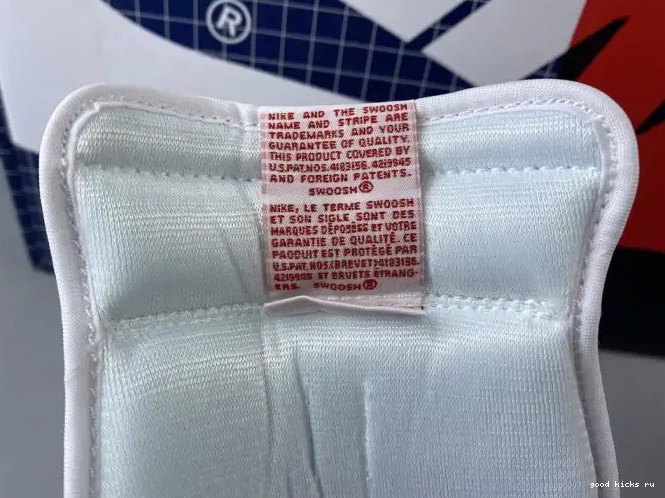 ®
NIKE AND THE SWOOSH
NAME AND STRIPE ARE
TRADEMARKS AND YOUR
GUARANTEE OF QUALITY.
THIS PRODUCT COVERED BY
U.S.PAT.NOS. 4183156. 4219945
AND FOREIGN PATENTS.
SWOOSH®
NIKE, LE TERME SWOOSH
ET SON SIGLE SONT DES
MARQUES DÉPOSÉES ET VOTRE
GARANTIE DE QUALITÉ. CE
PRODUIT EST PROTÉGÉ PAR
U.S.PAT. NOS.(BREVET)4183156.
4219945 ET BREVETS ÉTRANG-
ERS. SWOOSH®
good kicks ru